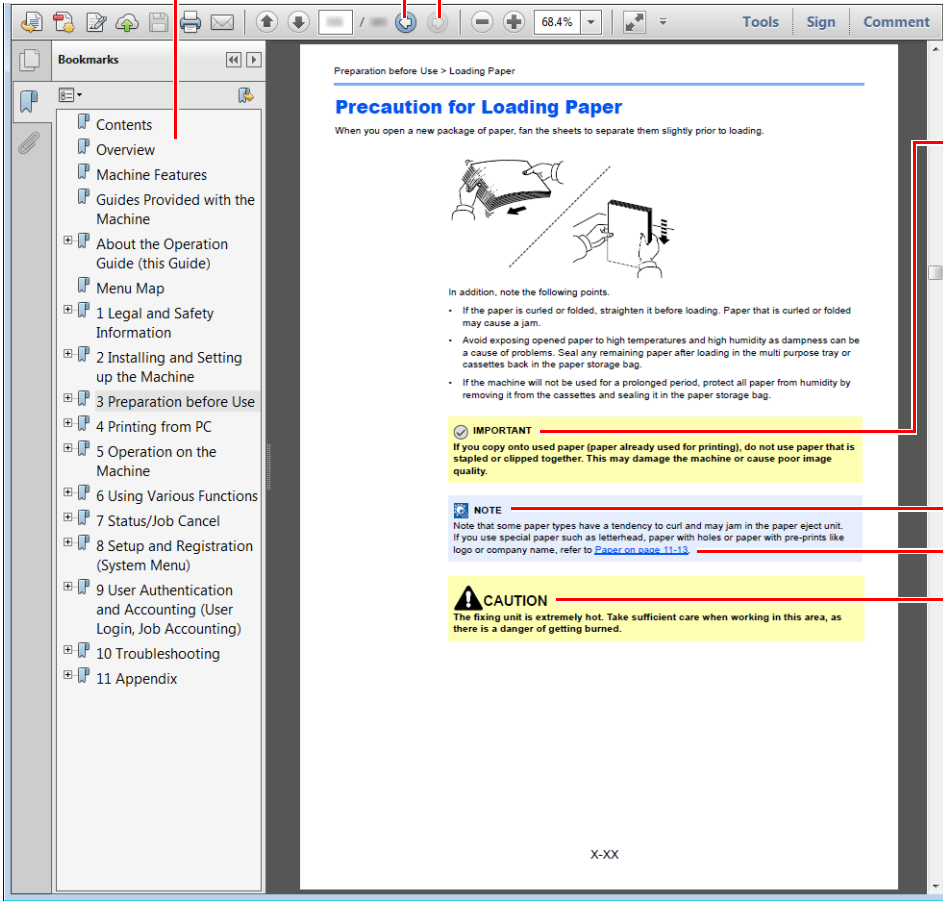 / 68.4% Tools Sign Comment
Bookmarks
Contents
Overview
Machine Features
Guides Provided with the
Machine
About the Operation
Guide (this Guide)
Menu Map
1 Legal and Safety
Information
2 Installing and Setting
up the Machine
3 Preparation before Use
4 Printing from PC
5 Operation on the
Machine
6 Using Various Functions
7 Status/Job Cancel
8 Setup and Registration
(System Menu)
9 User Authentication
and Accounting (User
Login, Job Accounting)
10 Troubleshooting
11 Appendix
Preparation before Use > Loading Paper
Precaution for Loading Paper
When you open a new package of paper, fan the sheets to separate them slightly prior to loading.
In addition, note the following points.
• If the paper is curled or folded, straighten it before loading. Paper that is curled or folded
may cause a jam.
• Avoid exposing opened paper to high temperatures and high humidity as dampness can be
a cause of problems. Seal any remaining paper after loading in the multi purpose tray or
cassettes back in the paper storage bag.
• If the machine will not be used for a prolonged period, protect all paper from humidity by
removing it from the cassettes and sealing it in the paper storage bag.
IMPORTANT
If you copy onto used paper (paper already used for printing), do not use paper that is
stapled or clipped together. This may damage the machine or cause poor image
quality.
NOTE
Note that some paper types have a tendency to curl and may jam in the paper eject unit.
If you use special paper such as letterhead, paper with holes or paper with pre-prints like
logo or company name, refer to Paper on page 11-13.
CAUTION
The fixing unit is extremely hot. Take sufficient care when working in this area, as
there is a danger of getting burned.
X-XX